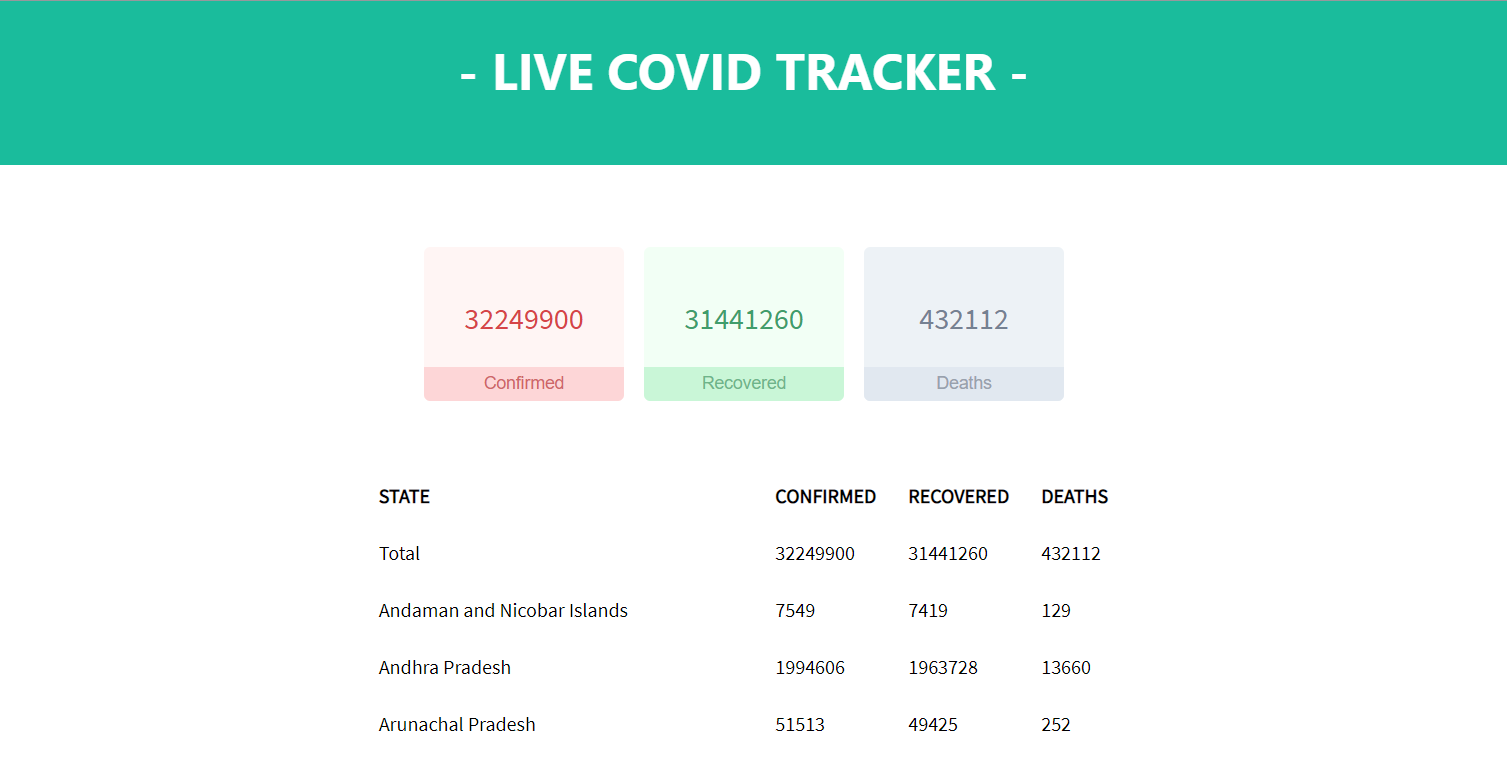 - LIVE COVID TRACKER -
32249900 31441260 432112
Confirmed Recovered Deaths
STATE CONFIRMED RECOVERED DEATHS
Total 32249900 31441260 432112
Andaman and Nicobar Islands 7549 7419 129
Andhra Pradesh 1994606 1963728 13660
Arunachal Pradesh 51513 49425 252